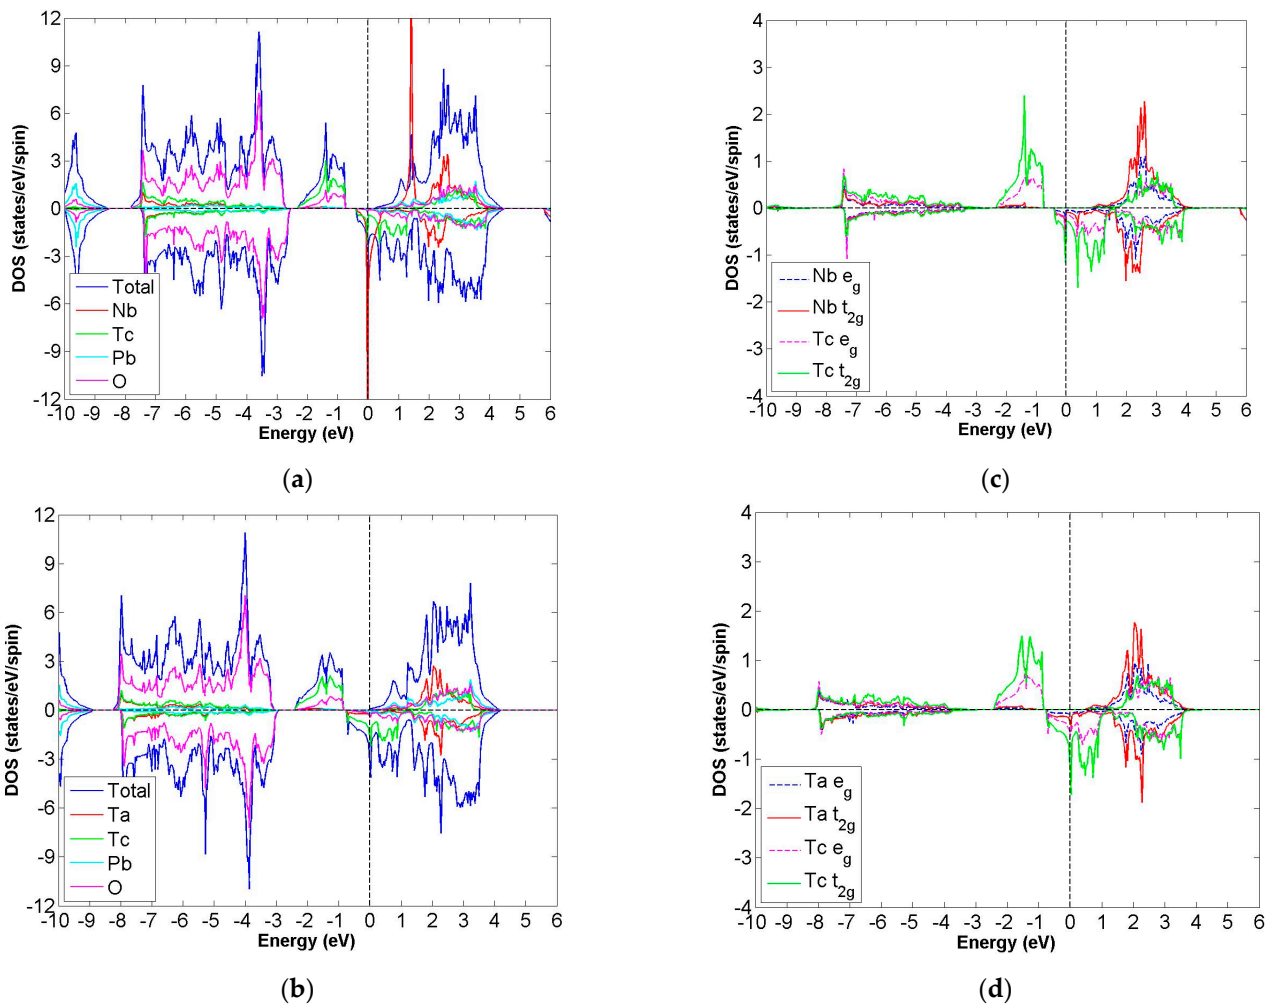 12
9
6
3
0
-3
-6
-9
-12
DOS (states/eV/spin)
Total
Nb
Tc
Pb
O
-10 -9 -8 -7 -6 -5 -4 -3 -2 -1 0 1 2 3 4 5 6
Energy (eV)
(a)
4
3
2
1
0
-1
-2
-3
-4
DOS (states/eV/spin)
Nb eg
Nb t2g
Tc eg
Tc t2g
-10 -9 -8 -7 -6 -5 -4 -3 -2 -1 0 1 2 3 4 5 6
Energy (eV)
(c)
12
9
6
3
0
-3
-6
-9
-12
DOS (states/eV/spin)
Total
Ta
Tc
Pb
O
-10 -9 -8 -7 -6 -5 -4 -3 -2 -1 0 1 2 3 4 5 6
Energy (eV)
(b)
4
3
2
1
0
-1
-2
-3
-4
DOS (states/eV/spin)
Ta eg
Ta t2g
Tc eg
Tc t2g
-10 -9 -8 -7 -6 -5 -4 -3 -2 -1 0 1 2 3 4 5 6
Energy (eV)
(d)